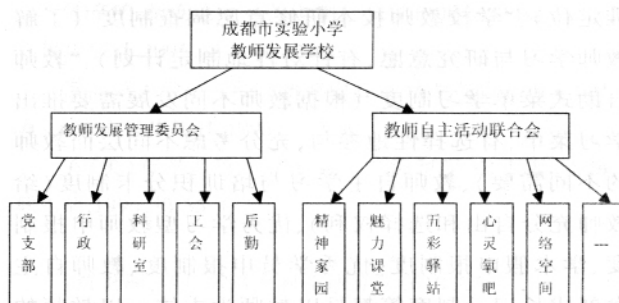 成都市实验小学
教师发展学校
教师发展管理委员会
教师自主活动联合会
党支部
行政
科研室
工会
后勤
精神家园
魅力课堂
五彩驿站
心灵氧吧
网络空间
---